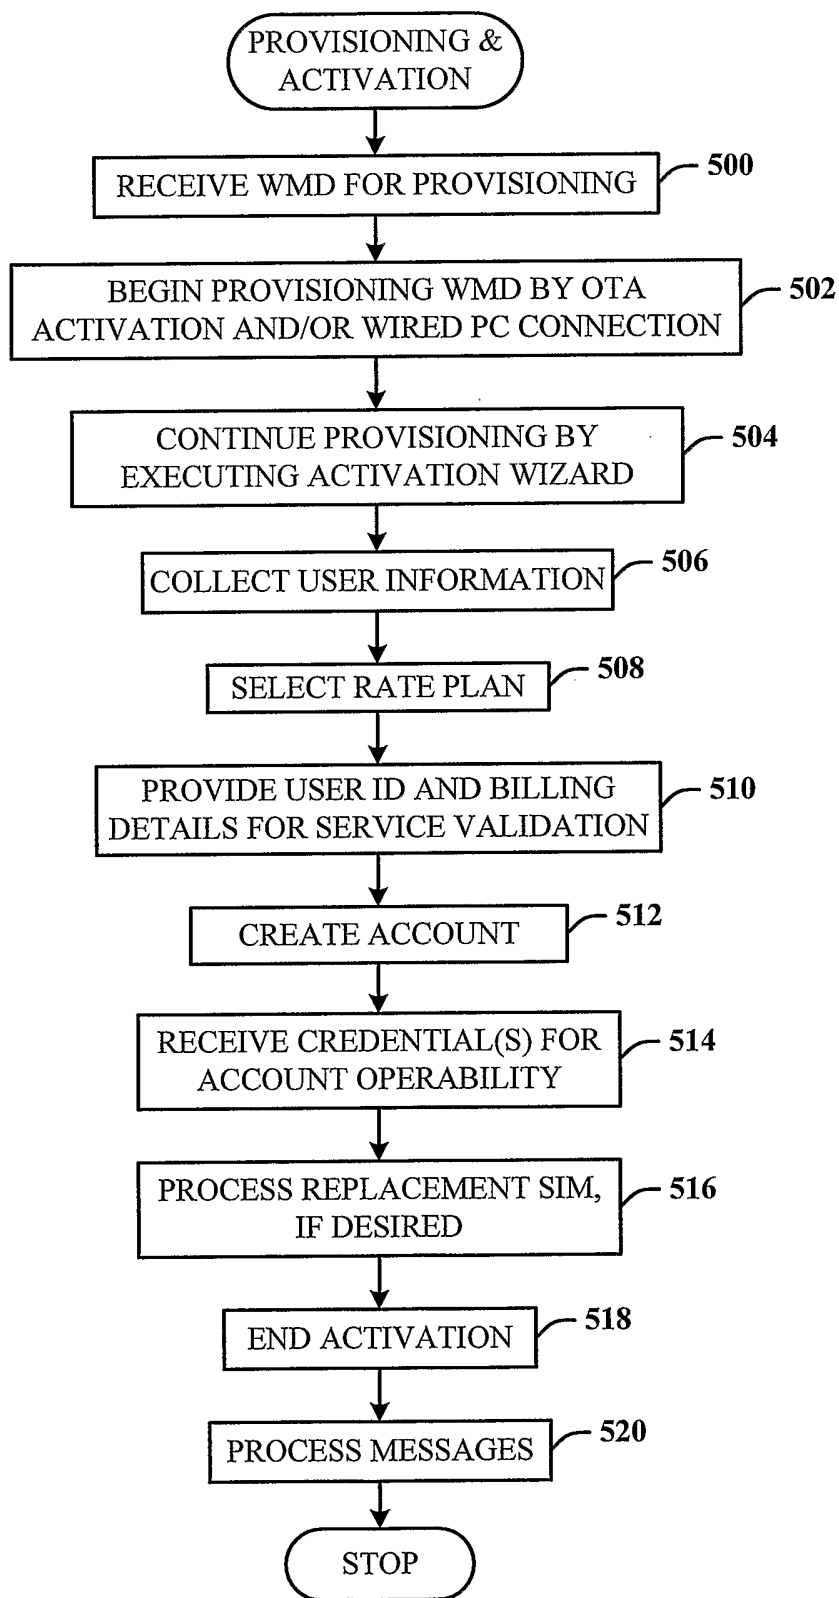 PROVISIONING &
ACTIVATION
RECEIVE WMD FOR PROVISIONING
500
BEGIN PROVISIONING WMD BY OTA
ACTIVATION AND/OR WIRED PC CONNECTION
502
CONTINUE PROVISIONING BY
EXECUTING ACTIVATION WIZARD
504
COLLECT USER INFORMATION
506
SELECT RATE PLAN
508
PROVIDE USER ID AND BILLING
DETAILS FOR SERVICE VALIDATION
510
CREATE ACCOUNT
512
RECEIVE CREDENTIAL(S) FOR
ACCOUNT OPERABILITY
514
PROCESS REPLACEMENT SIM,
IF DESIRED
516
END ACTIVATION
518
PROCESS MESSAGES
520
STOP